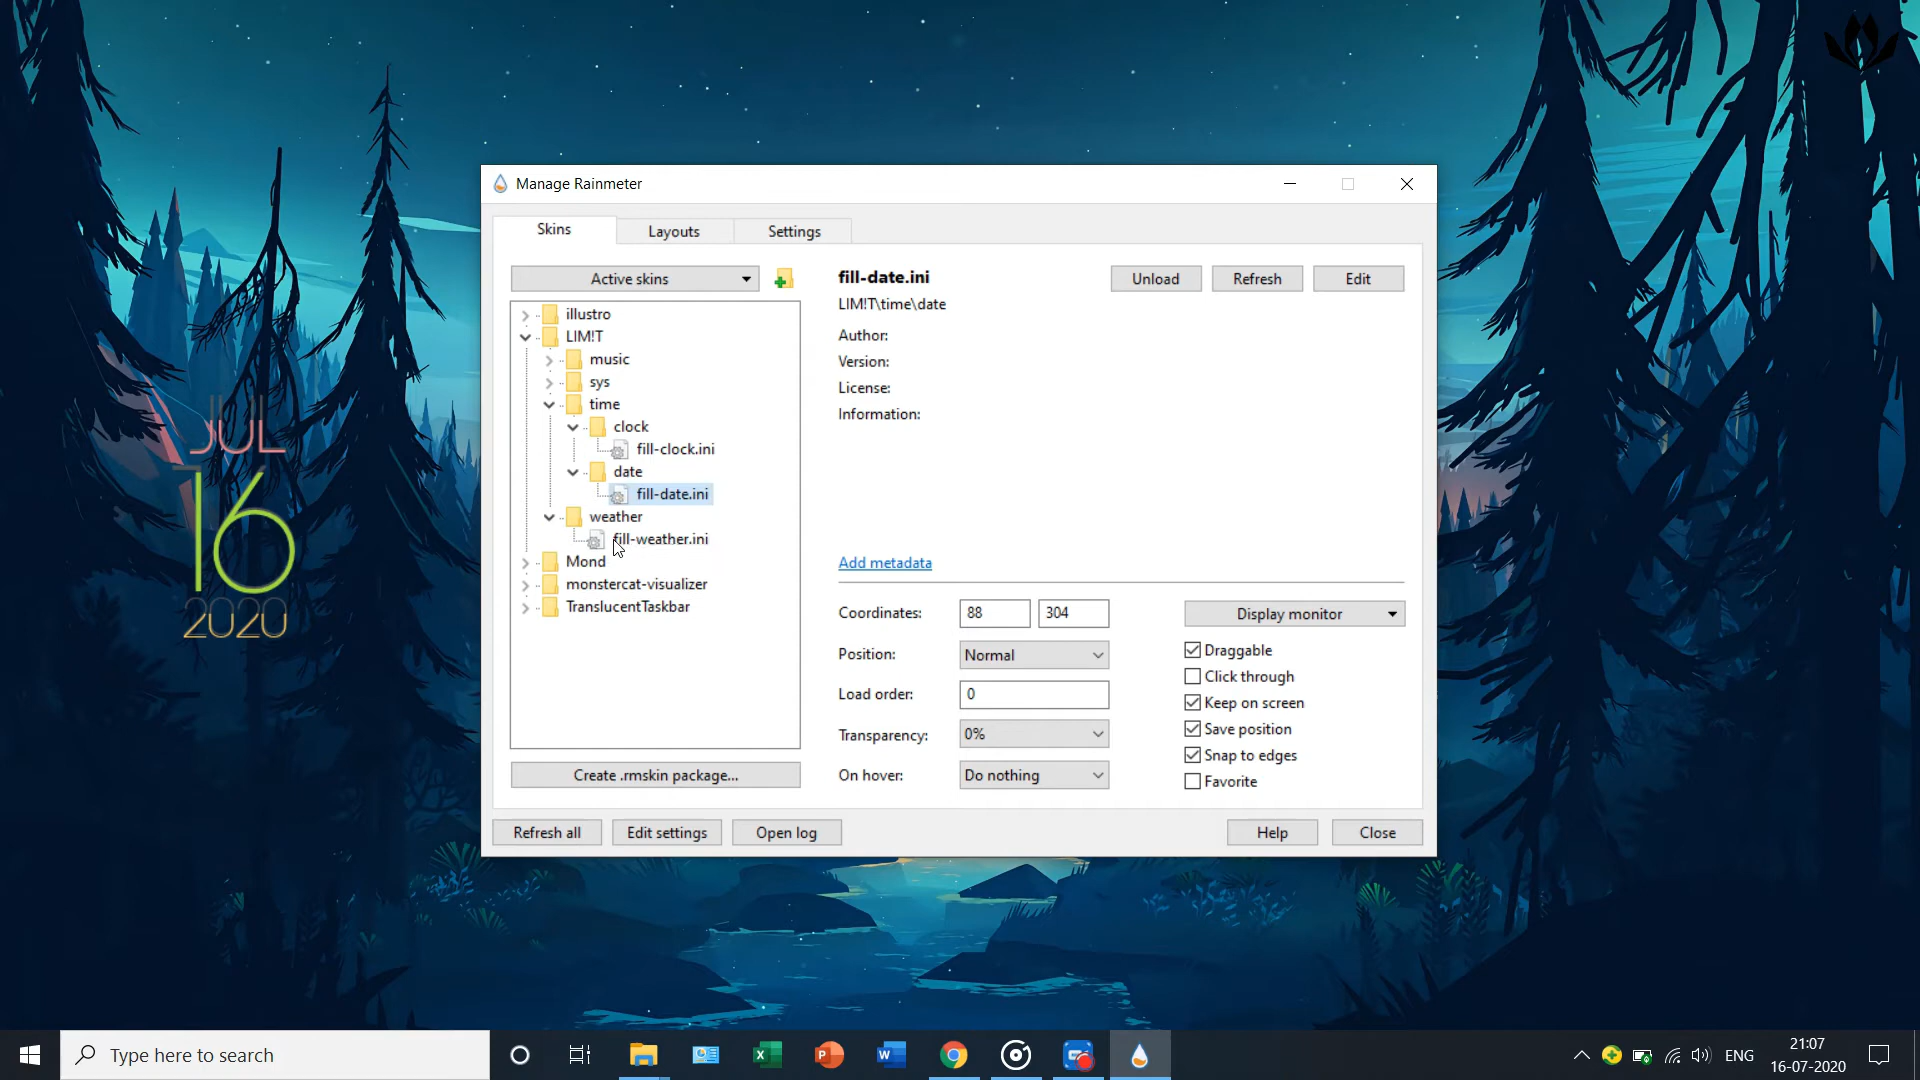 JUL
16
2020
Manage Rainmeter
Skins
Layouts
Settings
Active skins
illustro
LIM!T
music
sys
time
clock
fill-clock.ini
date
fill-date.ini
weather
fill-weather.ini
Mond
monstercat-visualizer
TranslucentTaskbar
Create .rmskin package...
fill-date.ini
LIM!T\time\date
Unload
Refresh
Edit
Author:
Version:
License:
Information:
Add metadata
Coordinates: 88 304
Position: Normal
Load order: 0
Transparency: 0%
On hover: Do nothing
Display monitor
Draggable
Click through
Keep on screen
Save position
Snap to edges
Favorite
Refresh all
Edit settings
Open log
Help
Close
Type here to search
ENG
21:07
16-07-2020